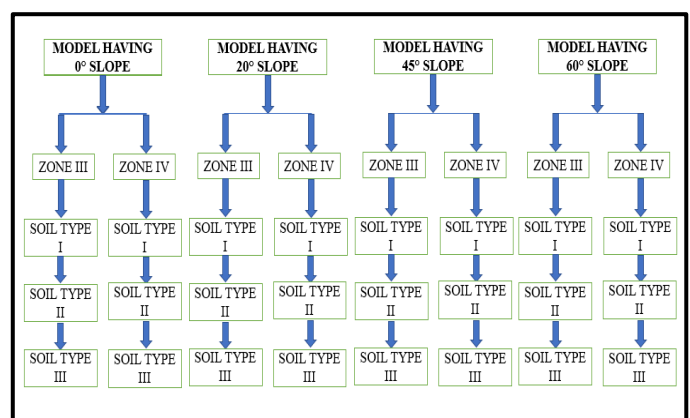 MODEL HAVING
0° SLOPE
MODEL HAVING
20° SLOPE
MODEL HAVING
45° SLOPE
MODEL HAVING
60° SLOPE
ZONE III
ZONE IV
ZONE III
ZONE IV
ZONE III
ZONE IV
ZONE III
ZONE IV
SOIL TYPE
I
SOIL TYPE
I
SOIL TYPE
I
SOIL TYPE
I
SOIL TYPE
I
SOIL TYPE
I
SOIL TYPE
I
SOIL TYPE
I
SOIL TYPE
II
SOIL TYPE
II
SOIL TYPE
II
SOIL TYPE
II
SOIL TYPE
II
SOIL TYPE
II
SOIL TYPE
II
SOIL TYPE
II
SOIL TYPE
III
SOIL TYPE
III
SOIL TYPE
III
SOIL TYPE
III
SOIL TYPE
III
SOIL TYPE
III
SOIL TYPE
III
SOIL TYPE
III